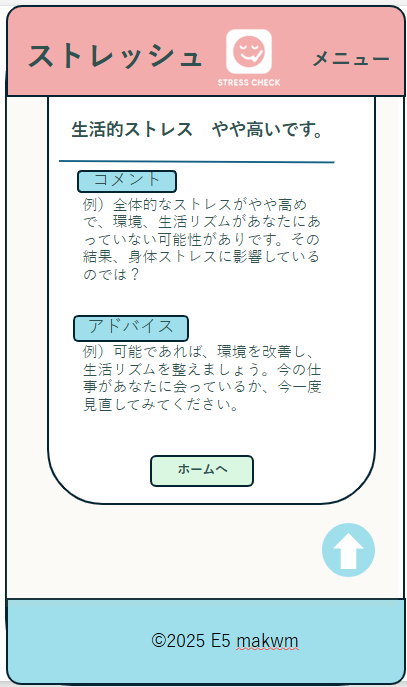 ストレッシュ
STRESS CHECK
メニュー
生活的ストレス　やや高いです。
コメント
例）全体的なストレスがやや高め
で、環境、生活リズムがあなたにあ
っていない可能性がありです。その
結果、身体ストレスに影響している
のでは？
アドバイス
例）可能であれば、環境を改善し、
生活リズムを整えましょう。今の仕
事があなたに会っているか、今一度
見直してみてください。
ホームへ
©2025 E5 makwm